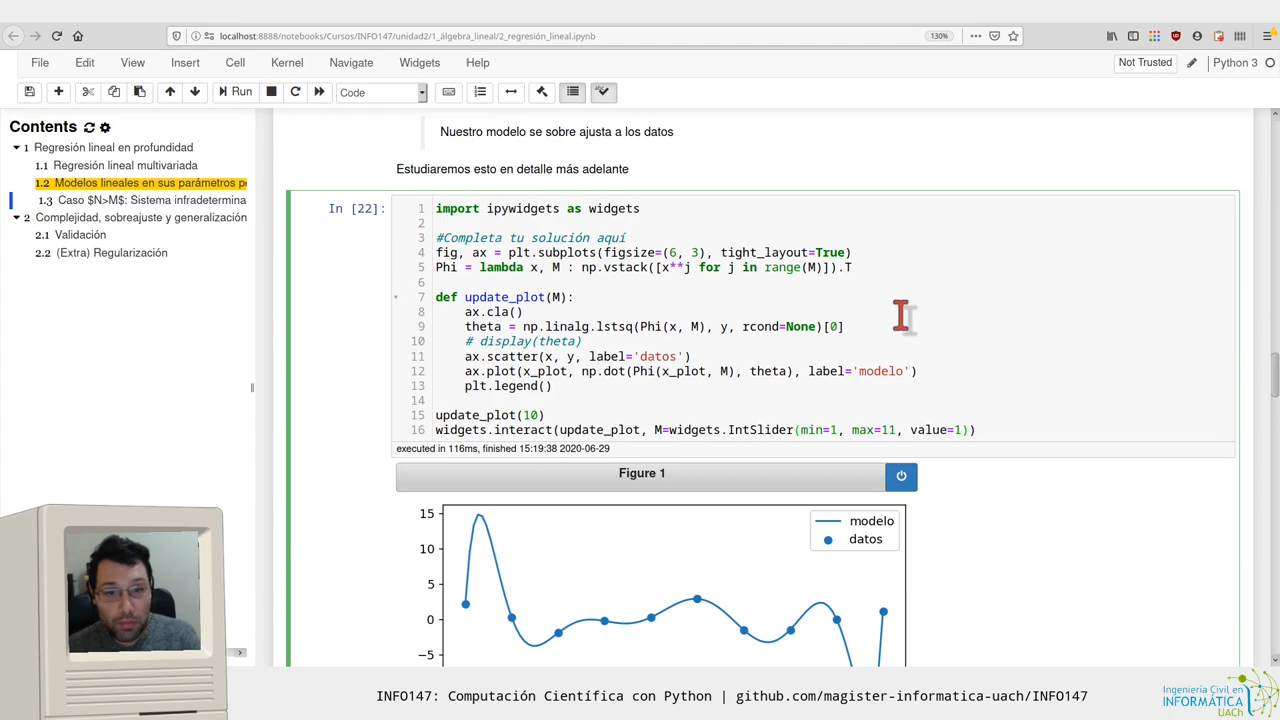 localhost:8888/notebooks/Cursos/INFO147/unidad2/1_álgebra_lineal/2_regresión_lineal.ipynb
130%
File Edit View Insert Cell Kernel Navigate Widgets Help
Not Trusted
Python 3
Run
Code
Contents
1 Regresión lineal en profundidad
1.1 Regresión lineal multivariada
1.2 Modelos lineales en sus parámetros p
1.3 Caso $N>M$: Sistema infradetermina
2 Complejidad, sobreajuste y generalización
2.1 Validación
2.2 (Extra) Regularización
Nuestro modelo se sobre ajusta a los datos
Estudiaremos esto en detalle más adelante
In [22]:
1 import ipywidgets as widgets
2
3 #Completa tu solución aquí
4 fig, ax = plt.subplots(figsize=(6, 3), tight_layout=True)
5 Phi = lambda x, M : np.vstack([x**j for j in range(M)]).T
6
7 def update_plot(M):
8 ax.cla()
9 theta = np.linalg.lstsq(Phi(x, M), y, rcond=None)[0]
10 # display(theta)
11 ax.scatter(x, y, label='datos')
12 ax.plot(x_plot, np.dot(Phi(x_plot, M), theta), label='modelo')
13 plt.legend()
14
15 update_plot(10)
16 widgets.interact(update_plot, M=widgets.IntSlider(min=1, max=11, value=1))
executed in 116ms, finished 15:19:38 2020-06-29
Figure 1
15
10
5
0
−5
modelo
datos
INFO147: Computación Científica con Python | github.com/magister-informatica-uach/INFO147
Ingeniería Civil en
INFORMÁTICA
UACh